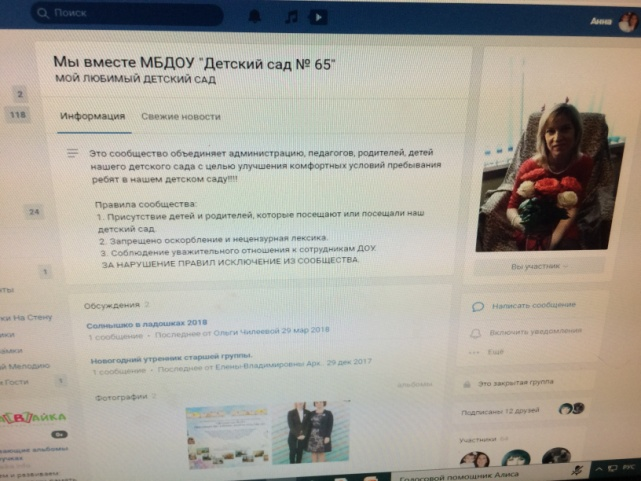 Поиск
Анна
Мы вместе МБДОУ "Детский сад № 65"
МОЙ ЛЮБИМЫЙ ДЕТСКИЙ САД
Информация
Свежие новости
Это сообщество объединяет администрацию, педагогов, родителей, детей
нашего детского сада с целью улучшения комфортных условий пребывания
ребят в нашем детском саду!!!!
Правила сообщества:
1. Присутствие детей и родителей, которые посещают или посещали наш
детский сад.
2. Запрещено оскорбление и нецензурная лексика.
3. Соблюдение уважительного отношения к сотрудникам ДОУ.
ЗА НАРУШЕНИЕ ПРАВИЛ ИСКЛЮЧЕНИЕ ИЗ СООБЩЕСТВА.
Обсуждения 2
Солнышко в ладошках 2018
1 сообщение • Последнее от Ольги Чилеевой 29 мар 2018
Новогодний утренник старшей группы.
1 сообщение • Последнее от Елены Владимировны Арх. 29 дек 2017
альбомы
Фотографии 2
2
118
24
1
ки На Стену
Мелодию
Гости
1
Вы участник
Написать сообщение
Включить уведомления
Ещё
Это закрытая группа
Подписаны 12 друзей
Участники 64
Голосовой помощник Алиса
РУС